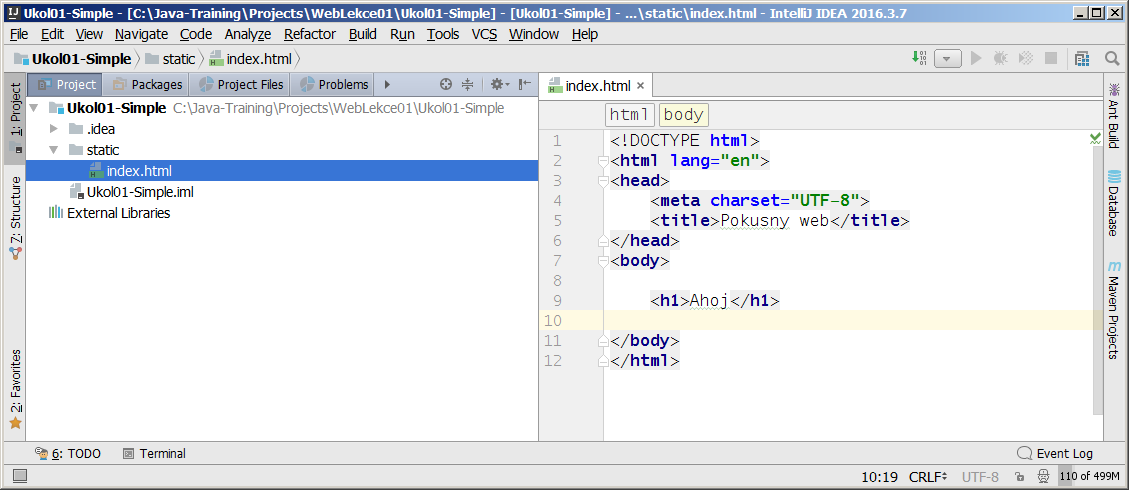 Ukol01-Simple - [C:\Java-Training\Projects\WebLekce01\Ukol01-Simple] - [Ukol01-Simple] - ...\static\index.html - IntelliJ IDEA 2016.3.7
File Edit View Navigate Code Analyze Refactor Build Run Tools VCS Window Help
Ukol01-Simple static index.html
1: Project
Z: Structure
2: Favorites
Project Packages Project Files Problems
Ukol01-Simple C:\Java-Training\Projects\WebLekce01\Ukol01-Simple
.idea
static
index.html
Ukol01-Simple.iml
External Libraries
index.html
html body
1 <!DOCTYPE html>
2 <html lang="en">
3 <head>
4 <meta charset="UTF-8">
5 <title>Pokusny web</title>
6 </head>
7 <body>
8
9 <h1>Ahoj</h1>
10
11 </body>
12 </html>
Ant Build
Database
Maven Projects
6: TODO Terminal Event Log
10:19 CRLF UTF-8 110 of 499M